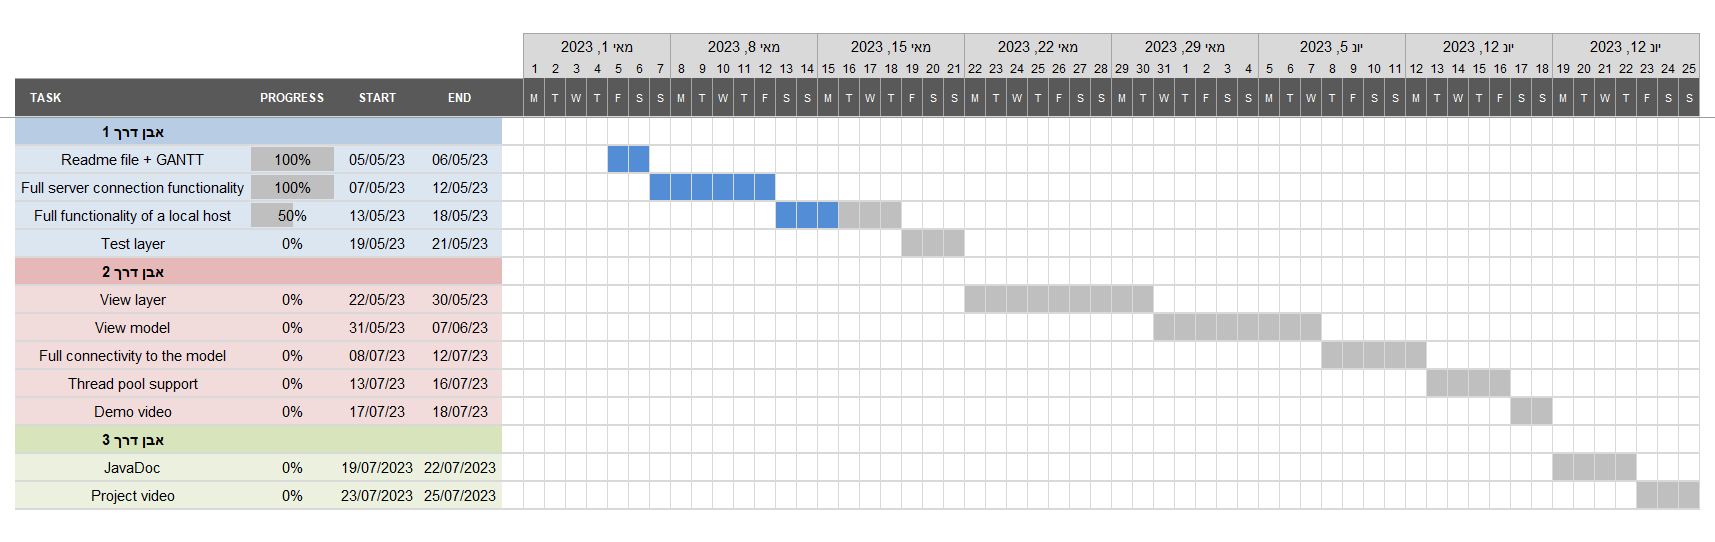 מאי 1, 2023 מאי 8, 2023 מאי 15, 2023 מאי 22, 2023 מאי 29, 2023 יונ 5, 2023 יונ 12, 2023 יונ 12, 2023
1 2 3 4 5 6 7 8 9 10 11 12 13 14 15 16 17 18 19 20 21 22 23 24 25 26 27 28 29 30 31 1 2 3 4 5 6 7 8 9 10 11 12 13 14 15 16 17 18 19 20 21 22 23 24 25
TASK PROGRESS START END M T W T F S S M T W T F S S M T W T F S S M T W T F S S M T W T F S S M T W T F S S M T W T F S S M T W T F S S
אבן דרך 1
Readme file + GANTT 100% 05/05/23 06/05/23
Full server connection functionality 100% 07/05/23 12/05/23
Full functionality of a local host 50% 13/05/23 18/05/23
Test layer 0% 19/05/23 21/05/23
אבן דרך 2
View layer 0% 22/05/23 30/05/23
View model 0% 31/05/23 07/06/23
Full connectivity to the model 0% 08/07/23 12/07/23
Thread pool support 0% 13/07/23 16/07/23
Demo video 0% 17/07/23 18/07/23
אבן דרך 3
JavaDoc 0% 19/07/2023 22/07/2023
Project video 0% 23/07/2023 25/07/2023